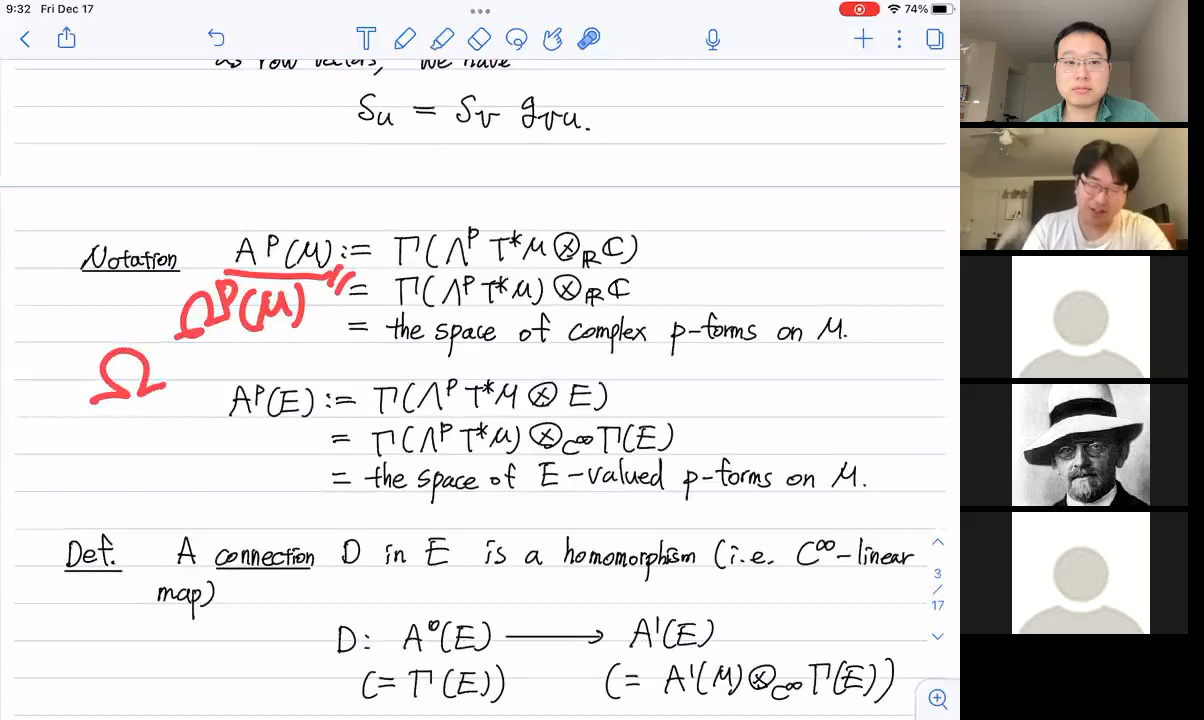 9:32 Fri Dec 17
74%
as row vectors, we have
S_U = S_V g_VU.
Notation A^p(M) := Γ(Λ^p T*M ⊗_ℝ ℂ)
Ω^p(M) = Γ(Λ^p T*M) ⊗_ℝ ℂ
= the space of complex p-forms on M.
Ω
A^p(E) := Γ(Λ^p T*M ⊗ E)
= Γ(Λ^p T*M) ⊗_C^∞ Γ(E)
= the space of E-valued p-forms on M.
Def. A connection D in E is a homomorphism (i.e. C^∞-linear
map)
D: A^0(E) ⟶ A^1(E)
(= Γ(E)) (= A^1(M) ⊗_C^∞ Γ(E))
3
/
17